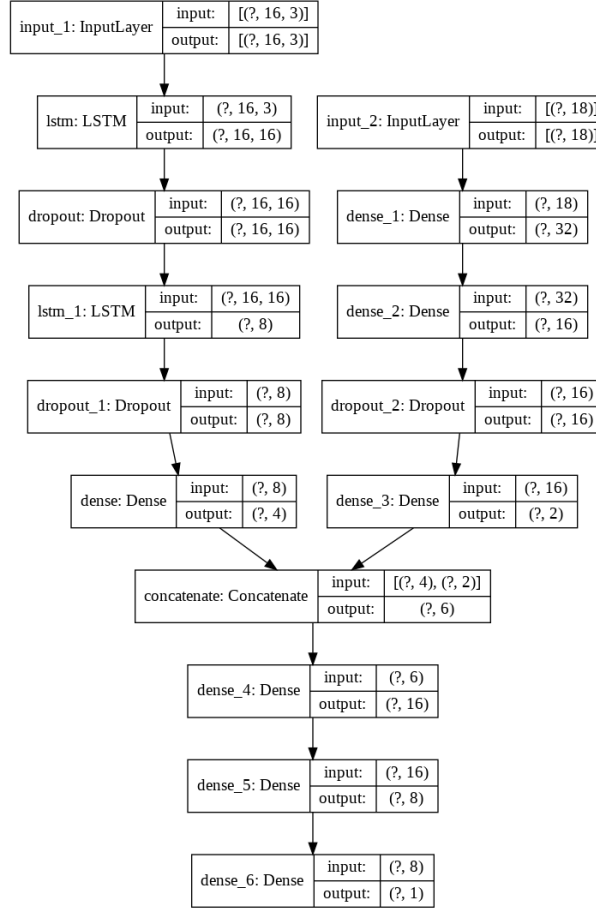 input_1: InputLayer
input: [(?, 16, 3)]
output: [(?, 16, 3)]
lstm: LSTM
input: (?, 16, 3)
output: (?, 16, 16)
input_2: InputLayer
input: [(?, 18)]
output: [(?, 18)]
dropout: Dropout
input: (?, 16, 16)
output: (?, 16, 16)
dense_1: Dense
input: (?, 18)
output: (?, 32)
lstm_1: LSTM
input: (?, 16, 16)
output: (?, 8)
dense_2: Dense
input: (?, 32)
output: (?, 16)
dropout_1: Dropout
input: (?, 8)
output: (?, 8)
dropout_2: Dropout
input: (?, 16)
output: (?, 16)
dense: Dense
input: (?, 8)
output: (?, 4)
dense_3: Dense
input: (?, 16)
output: (?, 2)
concatenate: Concatenate
input: [(?, 4), (?, 2)]
output: (?, 6)
dense_4: Dense
input: (?, 6)
output: (?, 16)
dense_5: Dense
input: (?, 16)
output: (?, 8)
dense_6: Dense
input: (?, 8)
output: (?, 1)